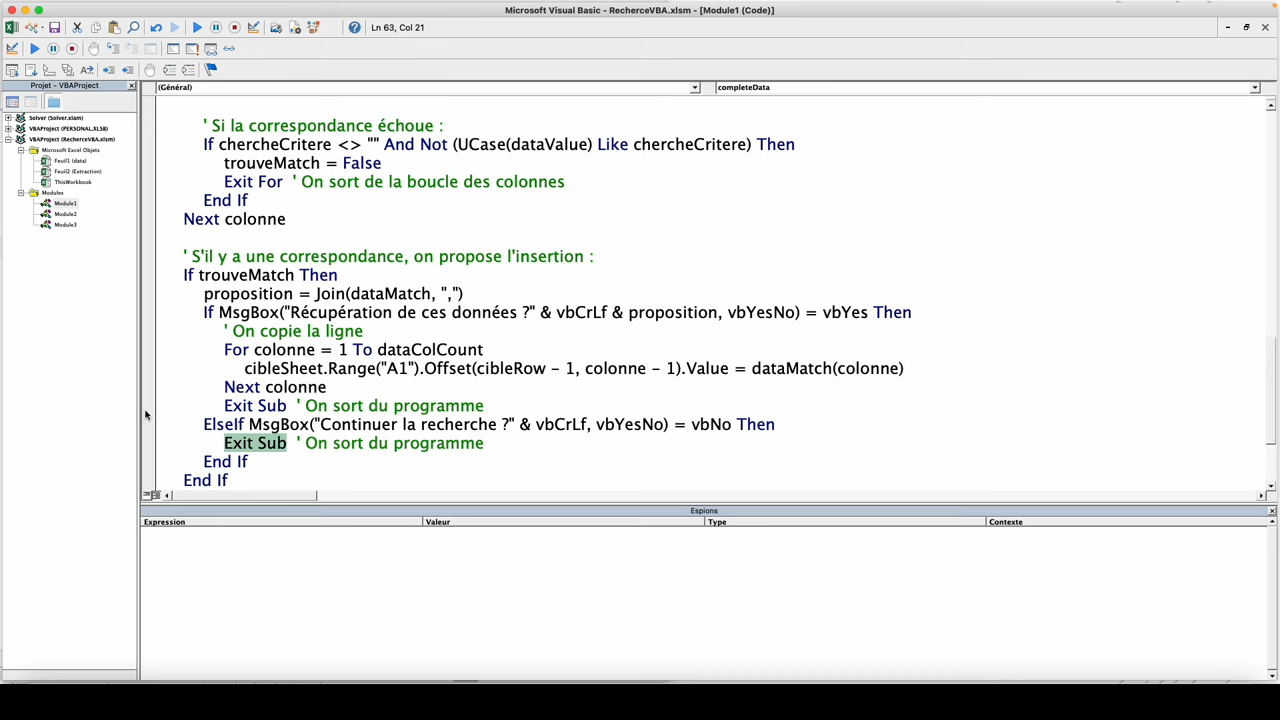 Microsoft Visual Basic - RecherceVBA.xlsm - [Module1 (Code)]
Ln 63, Col 21
Projet - VBAProject
(Général)
completeData
Solver (Solver.xlam)
VBAProject (PERSONAL.XLSB)
VBAProject (RecherceVBA.xlsm)
Microsoft Excel Objets
Feuil1 (data)
Feuil2 (Extraction)
ThisWorkbook
Modules
Module1
Module2
Module3
' Si la correspondance échoue :
If chercheCritere <> "" And Not (UCase(dataValue) Like chercheCritere) Then
trouveMatch = False
Exit For ' On sort de la boucle des colonnes
End If
Next colonne
' S'il y a une correspondance, on propose l'insertion :
If trouveMatch Then
proposition = Join(dataMatch, ",")
If MsgBox("Récupération de ces données ?" & vbCrLf & proposition, vbYesNo) = vbYes Then
' On copie la ligne
For colonne = 1 To dataColCount
cibleSheet.Range("A1").Offset(cibleRow - 1, colonne - 1).Value = dataMatch(colonne)
Next colonne
Exit Sub ' On sort du programme
ElseIf MsgBox("Continuer la recherche ?" & vbCrLf, vbYesNo) = vbNo Then
Exit Sub ' On sort du programme
End If
End If
Espions
Expression Valeur Type Contexte